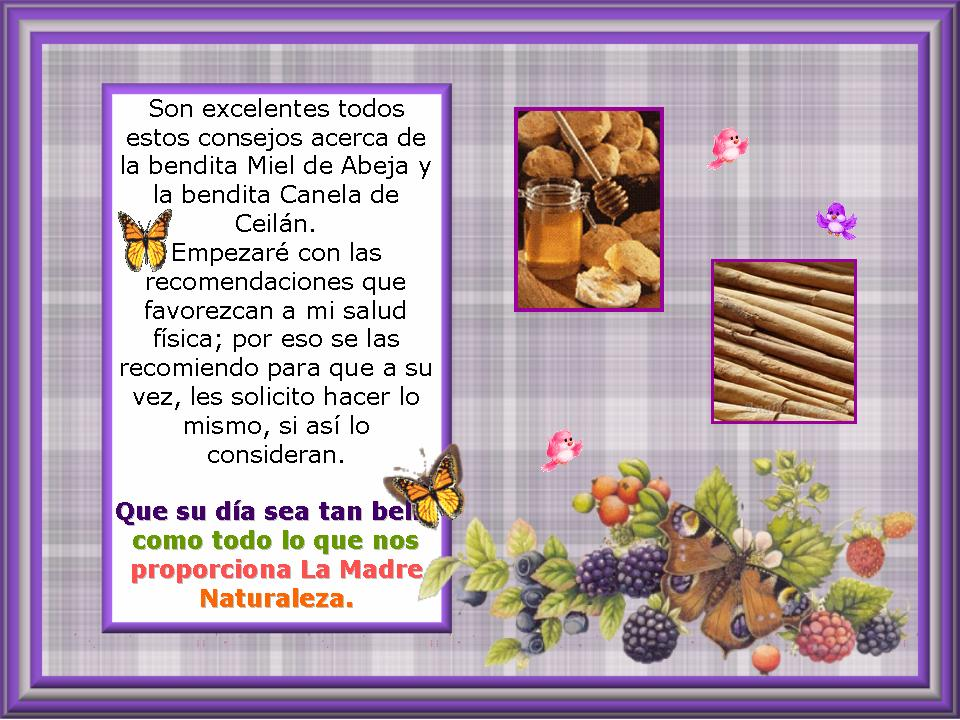 Son excelentes todos
estos consejos acerca de
la bendita Miel de Abeja y
la bendita Canela de
Ceilán.
Empezaré con las
recomendaciones que
favorezcan a mi salud
física; por eso se las
recomiendo para que a su
vez, les solicito hacer lo
mismo, si así lo
consideran.
Que su día sea tan
como todo lo que nos
proporciona La Madre
Naturaleza.